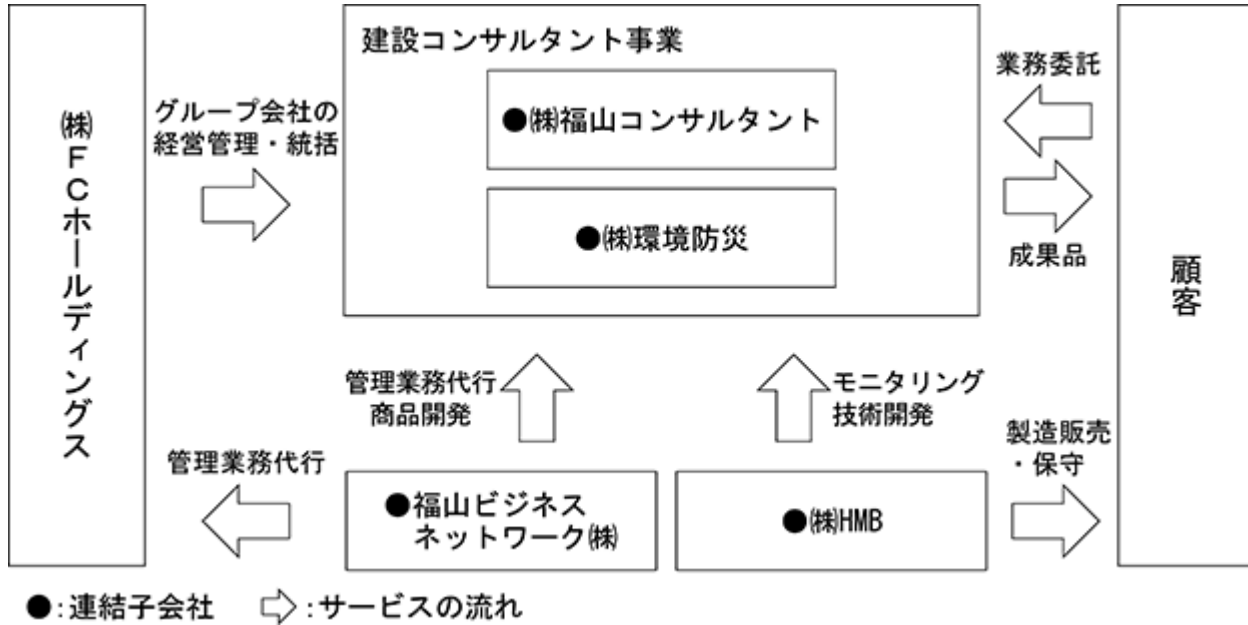 ㈱FCホールディングス
グループ会社の
経営管理・統括
建設コンサルタント事業
●㈱福山コンサルタント
●㈱環境防災
業務委託
成果品
顧客
管理業務代行
商品開発
モニタリング
技術開発
製造販売
・保守
管理業務代行
●福山ビジネス
ネットワーク㈱
●㈱HMB
●:連結子会社 ⇨:サービスの流れ